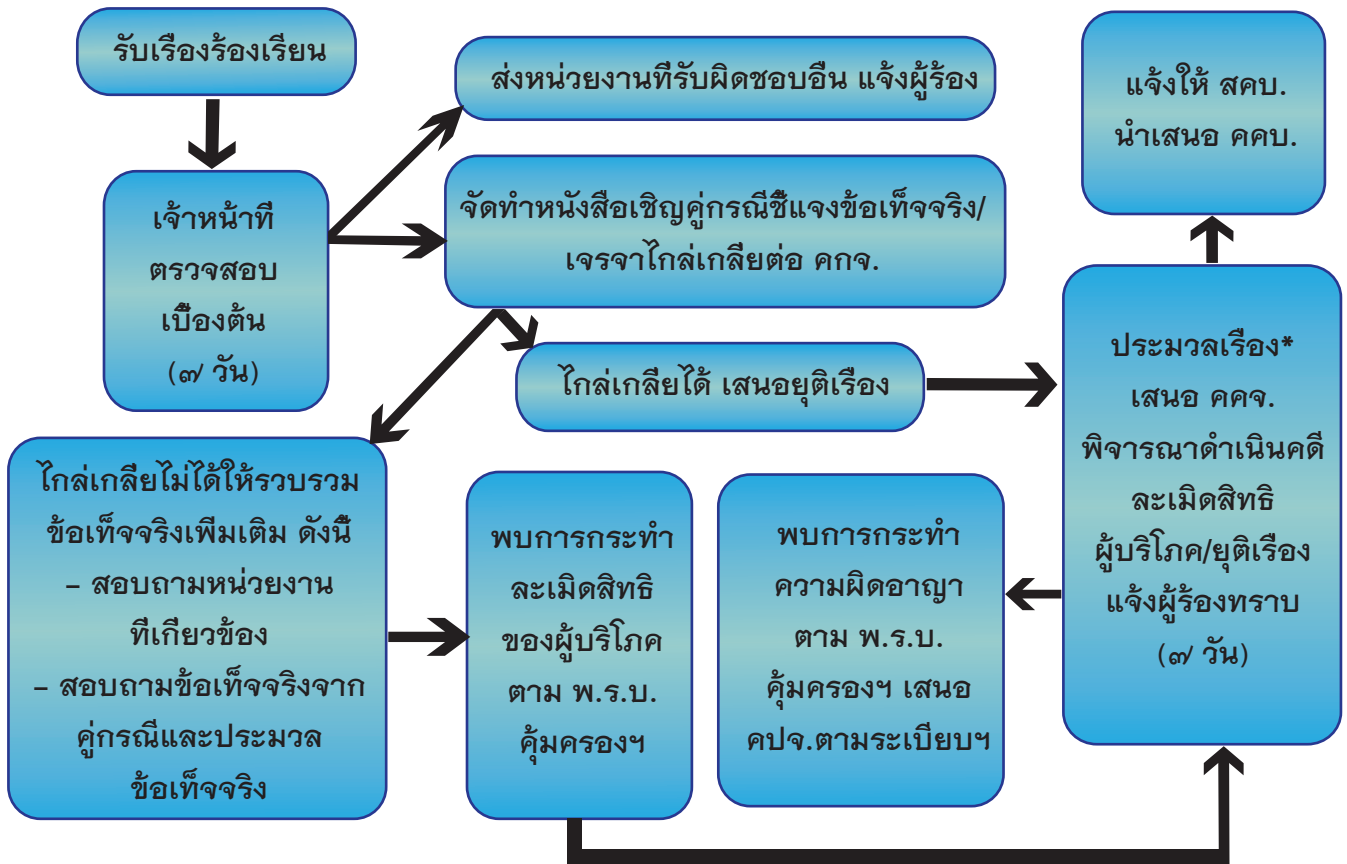 รับเรื่องร้องเรียน
ส่งหน่วยงานที่รับผิดชอบอื่น แจ้งผู้ร้อง
แจ้งให้ สคบ.
นำเสนอ คคบ.
เจ้าหน้าที่
ตรวจสอบ
เบื้องต้น
(๗ วัน)
จัดทำหนังสือเชิญคู่กรณีชี้แจงข้อเท็จจริง/
เจรจาไกล่เกลี่ยต่อ คกจ.
ไกล่เกลี่ยได้ เสนอยุติเรื่อง
ประมวลเรื่อง*
เสนอ คคจ.
พิจารณาดำเนินคดี
ละเมิดสิทธิ
ผู้บริโภค/ยุติเรื่อง
แจ้งผู้ร้องทราบ
(๗ วัน)
ไกล่เกลี่ยไม่ได้ให้รวบรวม
ข้อเท็จจริงเพิ่มเติม ดังนี้
– สอบถามหน่วยงาน
ที่เกี่ยวข้อง
– สอบถามข้อเท็จจริงจาก
คู่กรณีและประมวล
ข้อเท็จจริง
พบการกระทำ
ละเมิดสิทธิ
ของผู้บริโภค
ตาม พ.ร.บ.
คุ้มครองฯ
พบการกระทำ
ความผิดอาญา
ตาม พ.ร.บ.
คุ้มครองฯ เสนอ
คปจ.ตามระเบียบฯ